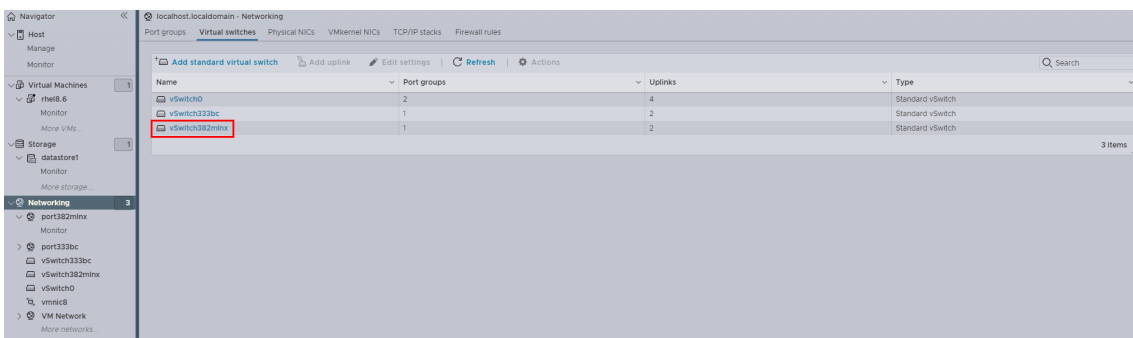 Navigator
Host
Manage
Monitor
Virtual Machines 1
rhel8.6
Monitor
More VMs...
Storage 1
datastore1
Monitor
More storage...
Networking 3
port382mlnx
Monitor
port333bc
vSwitch333bc
vSwitch382mlnx
vSwitch0
vmnic8
VM Network
More networks...
localhost.localdomain - Networking
Port groups Virtual switches Physical NICs VMkernel NICs TCP/IP stacks Firewall rules
Add standard virtual switch Add uplink Edit settings | Refresh | Actions Search
Name Port groups Uplinks Type
vSwitch0 2 4 Standard vSwitch
vSwitch333bc 1 2 Standard vSwitch
vSwitch382mlnx 1 2 Standard vSwitch
3 items